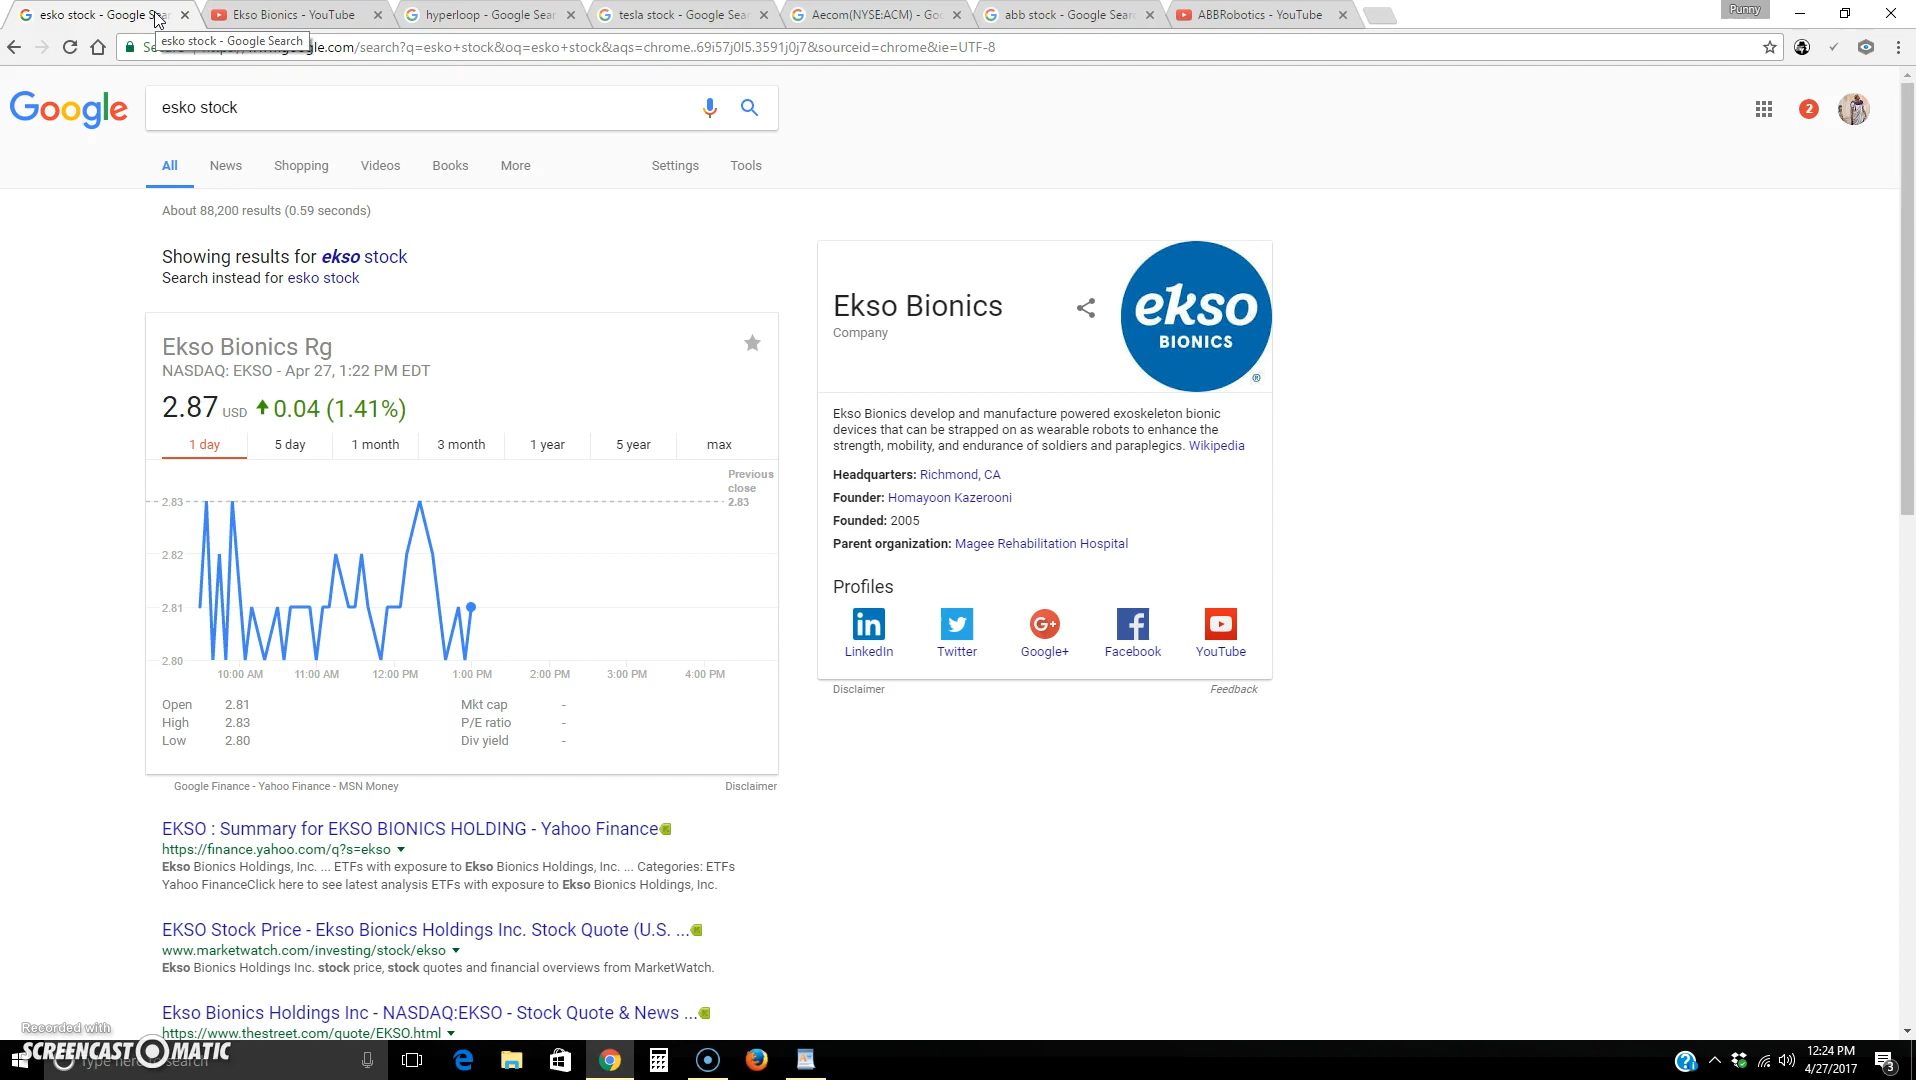 esko stock - Google Sea
Ekso Bionics - YouTube
hyperloop - Google Sear
tesla stock - Google Sear
Aecom(NYSE:ACM) - Go
abb stock - Google Searc
ABBRobotics - YouTube
Punny
esko stock - Google Search
google.com/search?q=esko+stock&oq=esko+stock&aqs=chrome..69i57j0l5.3591j0j7&sourceid=chrome&ie=UTF-8
Google
esko stock
2
All News Shopping Videos Books More Settings Tools
About 88,200 results (0.59 seconds)
Showing results for ekso stock
Search instead for esko stock
Ekso Bionics Rg
NASDAQ: EKSO - Apr 27, 1:22 PM EDT
2.87 USD 0.04 (1.41%)
1 day 5 day 1 month 3 month 1 year 5 year max
Previous
close
2.83
2.83
2.82
2.81
2.80
10:00 AM 11:00 AM 12:00 PM 1:00 PM 2:00 PM 3:00 PM 4:00 PM
Open 2.81 Mkt cap -
High 2.83 P/E ratio -
Low 2.80 Div yield -
Google Finance - Yahoo Finance - MSN Money
Disclaimer
EKSO : Summary for EKSO BIONICS HOLDING - Yahoo Finance
https://finance.yahoo.com/q?s=ekso
Ekso Bionics Holdings, Inc. ... ETFs with exposure to Ekso Bionics Holdings, Inc. ... Categories: ETFs
Yahoo FinanceClick here to see latest analysis ETFs with exposure to Ekso Bionics Holdings, Inc.
EKSO Stock Price - Ekso Bionics Holdings Inc. Stock Quote (U.S. ...
www.marketwatch.com/investing/stock/ekso
Ekso Bionics Holdings Inc. stock price, stock quotes and financial overviews from MarketWatch.
Ekso Bionics Holdings Inc - NASDAQ:EKSO - Stock Quote & News ...
https://www.thestreet.com/quote/EKSO.html
Ekso Bionics
Company
ekso
BIONICS
®
Ekso Bionics develop and manufacture powered exoskeleton bionic
devices that can be strapped on as wearable robots to enhance the
strength, mobility, and endurance of soldiers and paraplegics. Wikipedia
Headquarters: Richmond, CA
Founder: Homayoon Kazerooni
Founded: 2005
Parent organization: Magee Rehabilitation Hospital
Profiles
LinkedIn Twitter Google+ Facebook YouTube
Disclaimer
Feedback
Recorded with
SCREENCAST MATIC
Type here to search
12:24 PM
4/27/2017
3